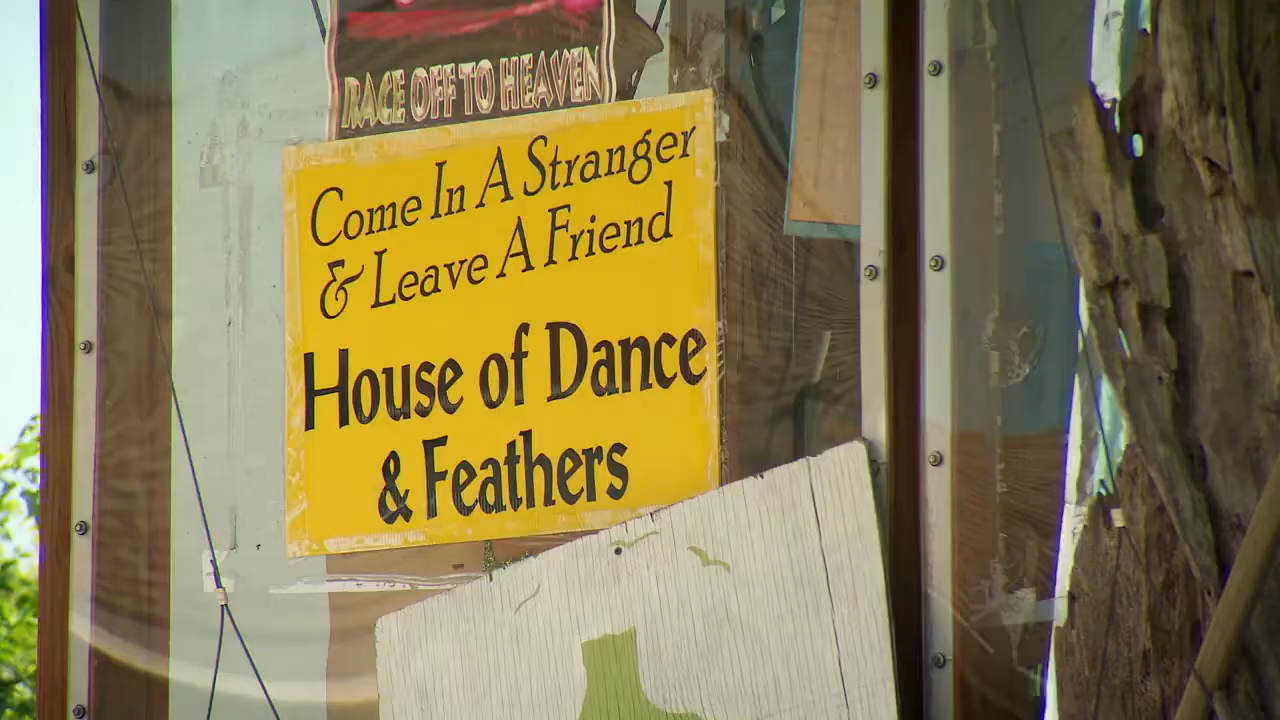 RACE OFF TO HEAVEN
Come In A Stranger
& Leave A Friend
House of Dance
& Feathers